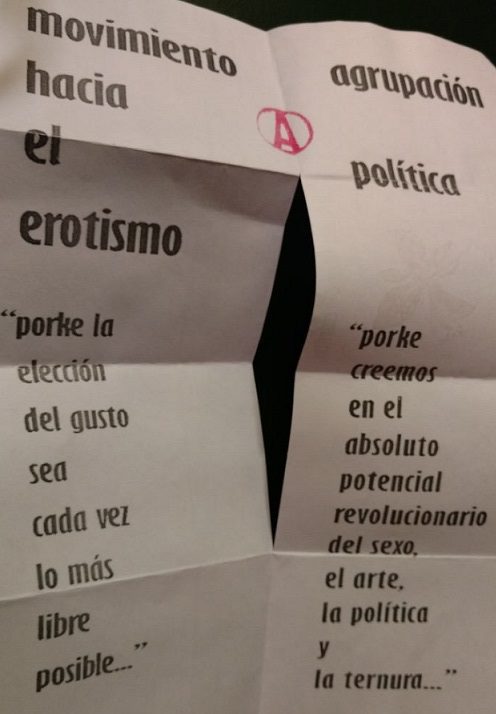 movimiento
hacia
el
erotismo
“porke la
elección
del gusto
sea
cada vez
lo más
libre
posible...”
A
agrupación
política
“porke
creemos
en el
absoluto
potencial
revolucionario
del sexo,
el arte,
la política
y
la ternura...”